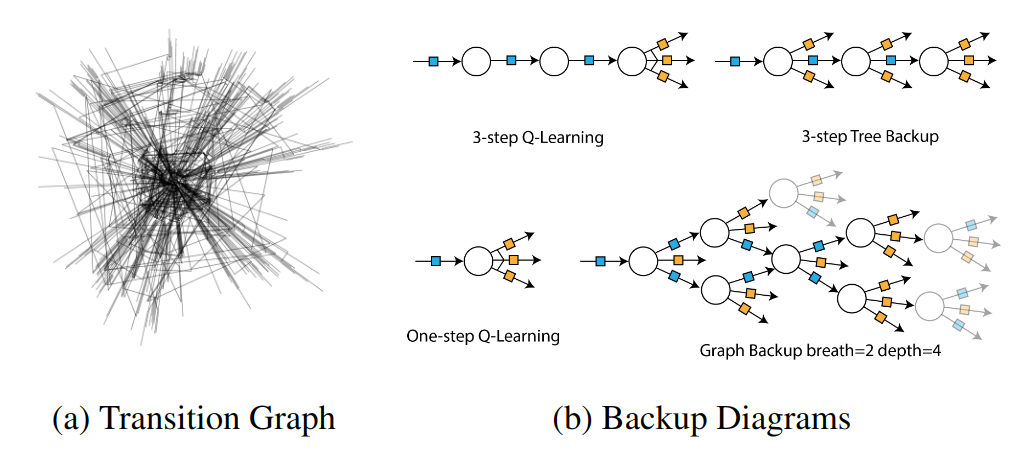 3-step Q-Learning
3-step Tree Backup
One-step Q-Learning
Graph Backup breath=2 depth=4
(a) Transition Graph
(b) Backup Diagrams